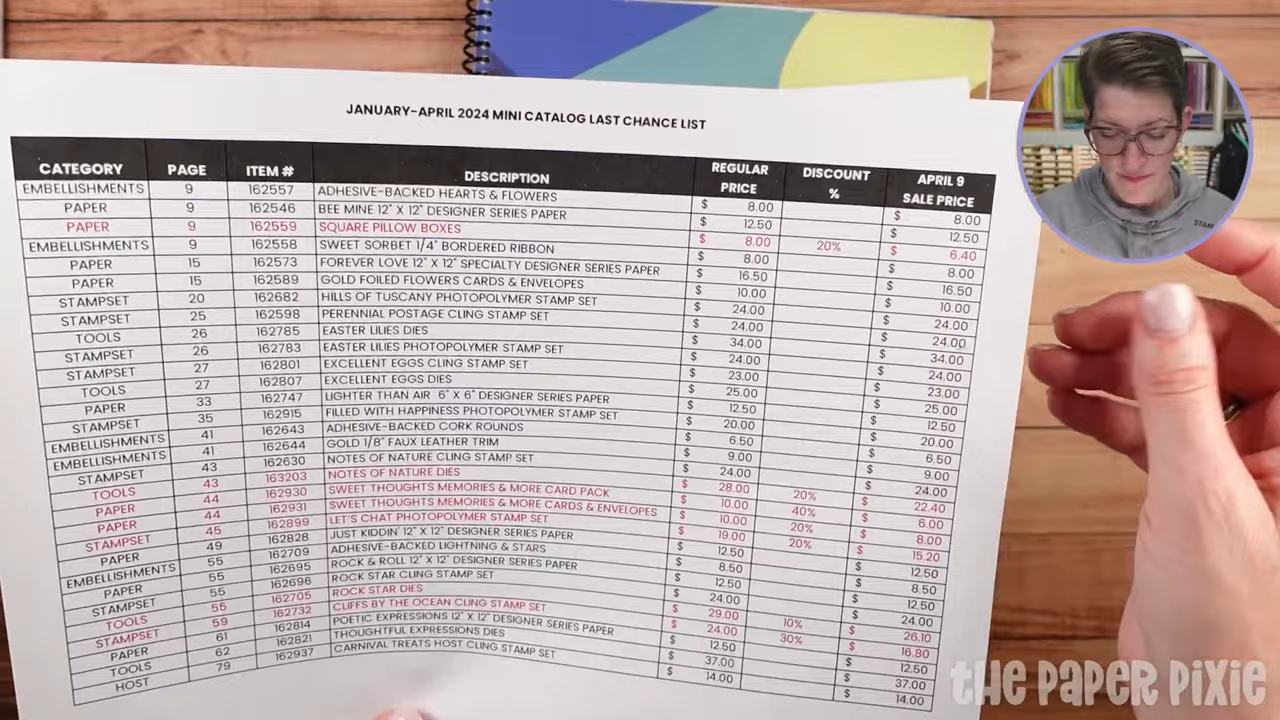 JANUARY-APRIL 2024 MINI CATALOG LAST CHANCE LIST
CATEGORY PAGE ITEM # DESCRIPTION REGULAR PRICE DISCOUNT % APRIL 9 SALE PRICE
EMBELLISHMENTS 9 162557 ADHESIVE-BACKED HEARTS & FLOWERS $ 8.00 $ 8.00
PAPER 9 162546 BEE MINE 12" X 12" DESIGNER SERIES PAPER $ 12.50 $ 12.50
PAPER 9 162559 SQUARE PILLOW BOXES $ 8.00 20% $ 6.40
EMBELLISHMENTS 9 162558 SWEET SORBET 1/4" BORDERED RIBBON $ 8.00 $ 8.00
PAPER 15 162573 FOREVER LOVE 12" X 12" SPECIALTY DESIGNER SERIES PAPER $ 16.50 $ 16.50
PAPER 15 162589 GOLD FOILED FLOWERS CARDS & ENVELOPES $ 10.00 $ 10.00
STAMPSET 20 162682 HILLS OF TUSCANY PHOTOPOLYMER STAMP SET $ 24.00 $ 24.00
STAMPSET 25 162598 PERENNIAL POSTAGE CLING STAMP SET $ 24.00 $ 24.00
TOOLS 26 162785 EASTER LILIES DIES $ 34.00 $ 34.00
STAMPSET 26 162783 EASTER LILIES PHOTOPOLYMER STAMP SET $ 24.00 $ 24.00
STAMPSET 27 162801 EXCELLENT EGGS CLING STAMP SET $ 23.00 $ 23.00
TOOLS 27 162807 EXCELLENT EGGS DIES $ 25.00 $ 25.00
PAPER 33 162747 LIGHTER THAN AIR 6" X 6" DESIGNER SERIES PAPER $ 12.50 $ 12.50
STAMPSET 35 162915 FILLED WITH HAPPINESS PHOTOPOLYMER STAMP SET $ 20.00 $ 20.00
EMBELLISHMENTS 41 162643 ADHESIVE-BACKED CORK ROUNDS $ 6.50 $ 6.50
EMBELLISHMENTS 41 162644 GOLD 1/8" FAUX LEATHER TRIM $ 9.00 $ 9.00
STAMPSET 43 162630 NOTES OF NATURE CLING STAMP SET $ 24.00 $ 24.00
TOOLS 43 163203 NOTES OF NATURE DIES $ 28.00 20% $ 22.40
PAPER 44 162930 SWEET THOUGHTS MEMORIES & MORE CARD PACK $ 10.00 40% $ 6.00
PAPER 44 162931 SWEET THOUGHTS MEMORIES & MORE CARDS & ENVELOPES $ 10.00 20% $ 8.00
STAMPSET 45 162899 LET'S CHAT PHOTOPOLYMER STAMP SET $ 19.00 20% $ 15.20
PAPER 49 162828 JUST KIDDIN' 12" X 12" DESIGNER SERIES PAPER $ 12.50 $ 12.50
EMBELLISHMENTS 55 162709 ADHESIVE-BACKED LIGHTNING & STARS $ 8.50 $ 8.50
PAPER 55 162695 ROCK & ROLL 12" X 12" DESIGNER SERIES PAPER $ 12.50 $ 12.50
STAMPSET 55 162696 ROCK STAR CLING STAMP SET $ 24.00 $ 24.00
TOOLS 55 162705 ROCK STAR DIES $ 29.00 10% $ 26.10
STAMPSET 59 162732 CLIFFS BY THE OCEAN CLING STAMP SET $ 24.00 30% $ 16.80
PAPER 61 162814 POETIC EXPRESSIONS 12" X 12" DESIGNER SERIES PAPER $ 12.50 $ 12.50
TOOLS 62 162821 THOUGHTFUL EXPRESSIONS DIES $ 37.00 $ 37.00
HOST 79 162937 CARNIVAL TREATS HOST CLING STAMP SET $ 14.00 $ 14.00
the PAPER PIXIE